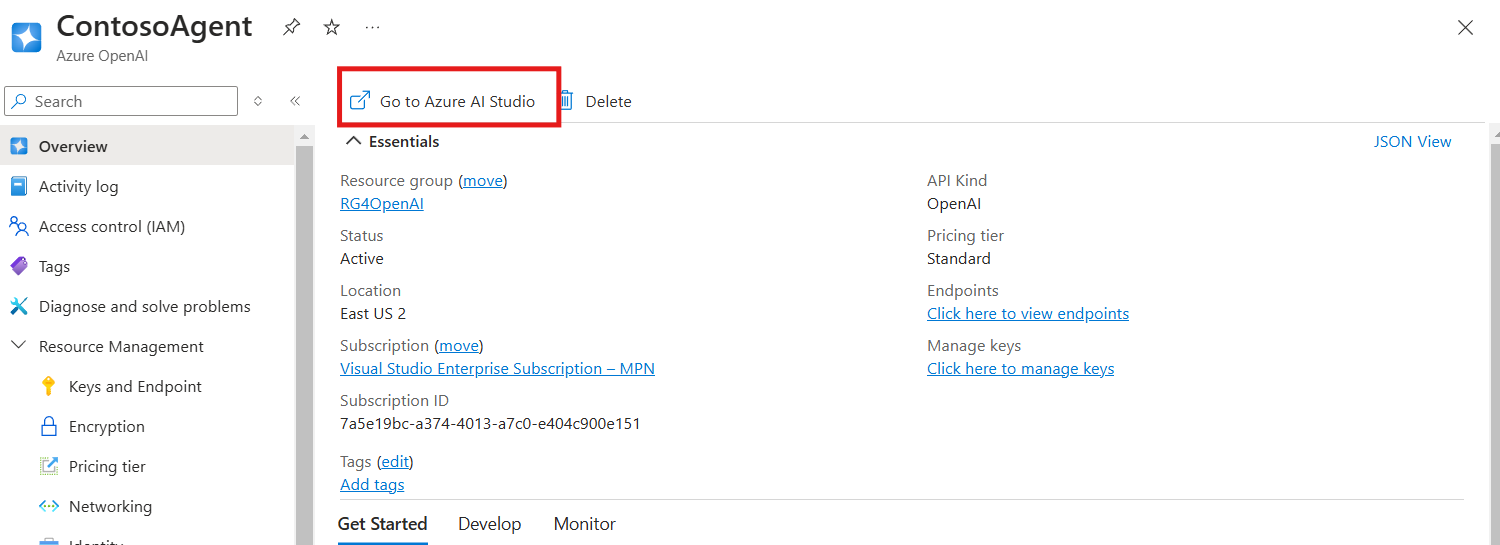 ContosoAgent
Azure OpenAI
Search
Overview
Activity log
Access control (IAM)
Tags
Diagnose and solve problems
Resource Management
Keys and Endpoint
Encryption
Pricing tier
Networking
Identity
Go to Azure AI Studio
Delete
Essentials
JSON View
Resource group (move)
RG4OpenAI
Status
Active
Location
East US 2
Subscription (move)
Visual Studio Enterprise Subscription – MPN
Subscription ID
7a5e19bc-a374-4013-a7c0-e404c900e151
API Kind
OpenAI
Pricing tier
Standard
Endpoints
Click here to view endpoints
Manage keys
Click here to manage keys
Tags (edit)
Add tags
Get Started
Develop
Monitor